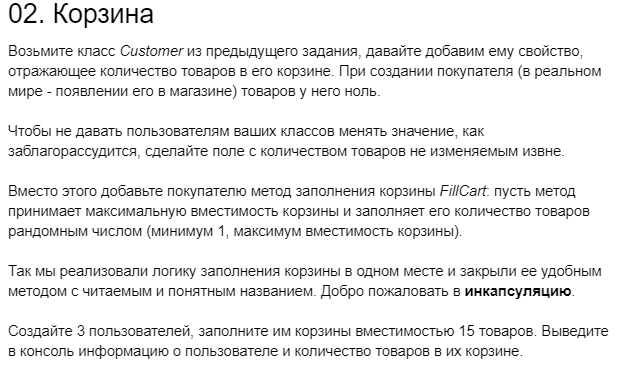 02. Корзина
Возьмите класс Customer из предыдущего задания, давайте добавим ему свойство,
отражающее количество товаров в его корзине. При создании покупателя (в реальном
мире - появлении его в магазине) товаров у него ноль.
Чтобы не давать пользователям ваших классов менять значение, как
заблагорассудится, сделайте поле с количеством товаров не изменяемым извне.
Вместо этого добавьте покупателю метод заполнения корзины FillCart: пусть метод
принимает максимальную вместимость корзины и заполняет его количество товаров
рандомным числом (минимум 1, максимум вместимость корзины).
Так мы реализовали логику заполнения корзины в одном месте и закрыли ее удобным
методом с читаемым и понятным названием. Добро пожаловать в инкапсуляцию.
Создайте 3 пользователей, заполните им корзины вместимостью 15 товаров. Выведите
в консоль информацию о пользователе и количество товаров в их корзине.